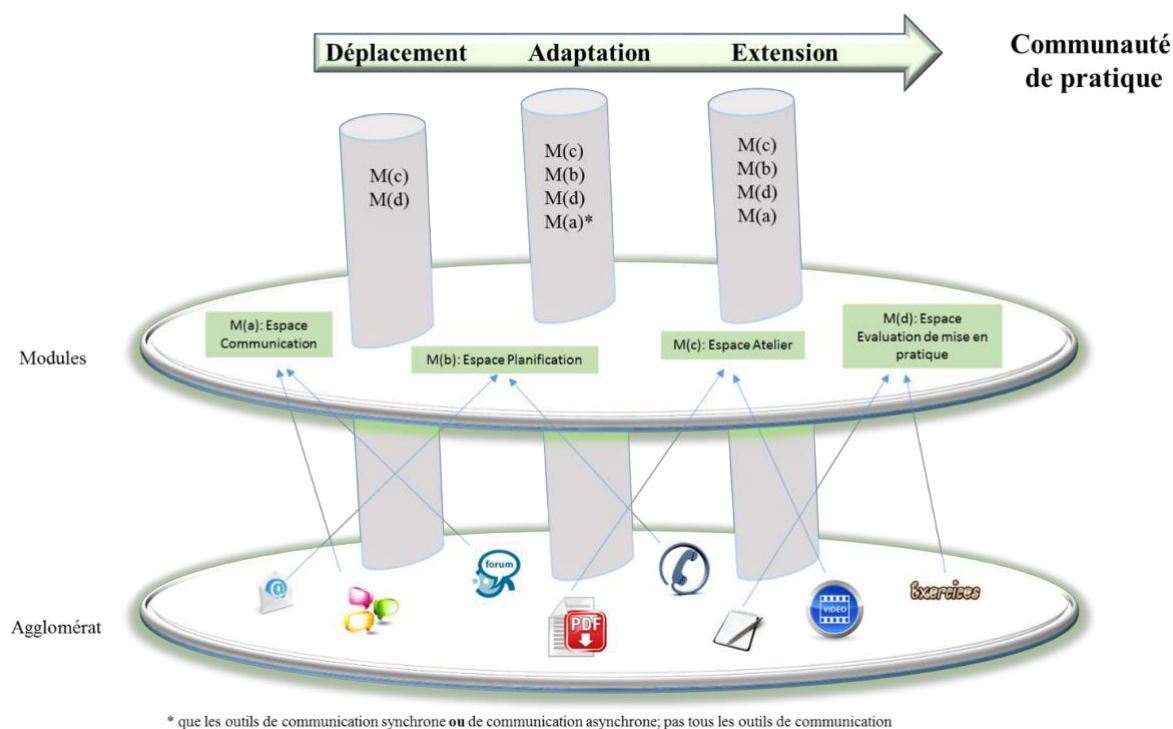 Déplacement Adaptation Extension
Communauté
de pratique
M(c)
M(d)
M(c)
M(b)
M(d)
M(a)*
M(c)
M(b)
M(d)
M(a)
Modules
M(a): Espace
Communication
M(b): Espace Planification
M(c): Espace Atelier
M(d): Espace
Evaluation de mise en
pratique
Agglomérat
@
forum
PDF
VIDEO
Exercices
* que les outils de communication synchrone ou de communication asynchrone; pas tous les outils de communication